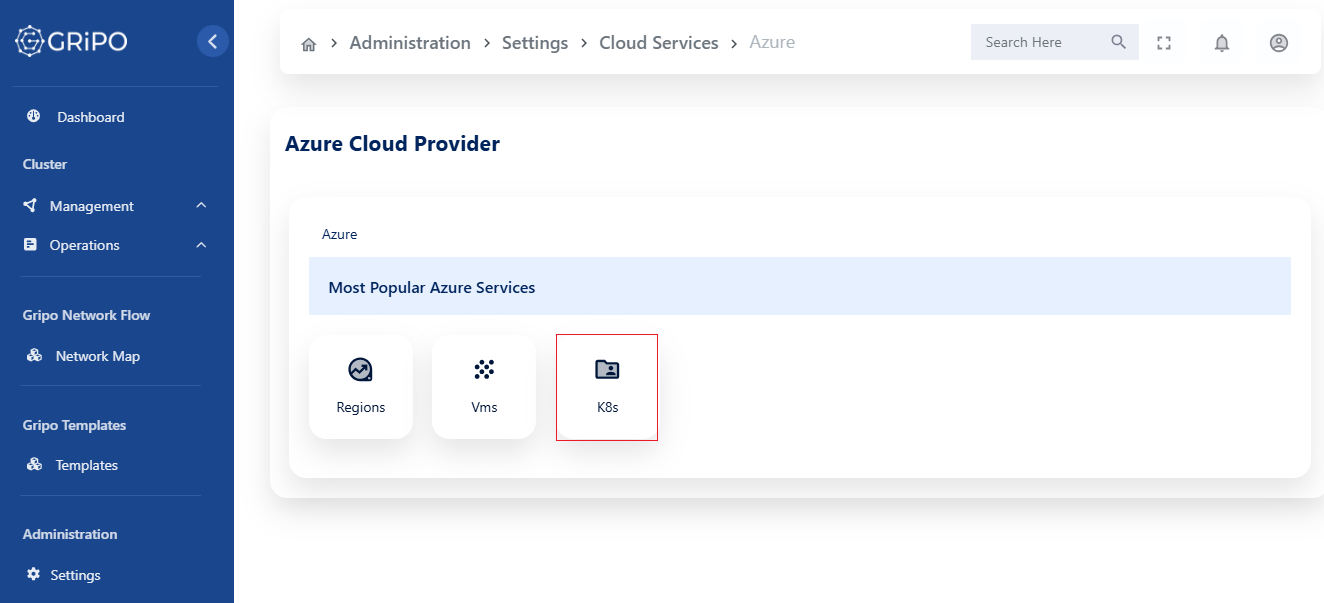 GRiPO
Administration
Settings
Cloud Services
Azure
Search Here
Dashboard
Cluster
Management
Operations
Gripo Network Flow
Network Map
Gripo Templates
Templates
Administration
Settings
Azure Cloud Provider
Azure
Most Popular Azure Services
Regions
Vms
K8s